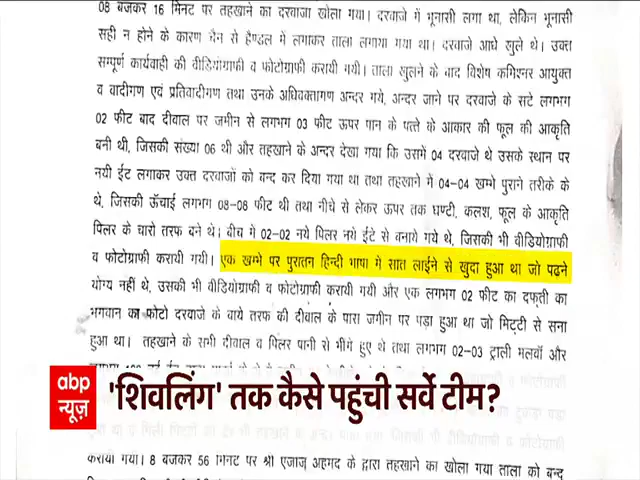 08 बजकर 16 मिनट पर तहखाने का दरवाजा खोला गया। दरवाजे में भूनासी लगा था, लेकिन भूनासी
सही न होने के कारण चैन से हैण्डल में लगाकर ताला लगाया गया था। दरवाजे आधे खुले थे। उक्त
सम्पूर्ण कार्यवाही की वीडियोग्राफी व फोटोग्राफी करायी गयी। ताला खुलने के बाद विशेष कमिश्नर आयुक्त
व वादीगण एवं प्रतिवादीगण तथा उनके अधिवक्तागण अन्दर गये, अन्दर जाने पर दरवाजे के सटे लगभग
02 फीट बाद दीवाल पर जमीन से लगभग 03 फीट ऊपर पान के पत्ते के आकार की फूल की आकृति
बनी थी, जिसकी संख्या 06 थी और तहखाने के अन्दर देखा गया कि उसमें 04 दरवाजे थे उसके स्थान पर
नयी ईंट लगाकर उक्त दरवाजों को बन्द कर दिया गया था तथा तहखाने में 04-04 खम्भे पुराने तरीके के
थे, जिसकी ऊँचाई लगभग 08-08 फीट थी तथा नीचे से लेकर ऊपर तक घण्टी, कलश, फूल के आकृति
पिलर के चारो तरफ बने थे। बीच में 02-02 नये पिलर नये ईंटे से बनाये गये थे, जिसकी भी वीडियोग्राफी
व फोटोग्राफी करायी गयी। एक खम्भे पर पुरातन हिन्दी भाषा में सात लाईने से खुदा हुआ था जो पढने
योग्य नहीं थे, उसकी भी वीडियोग्राफी व फोटोग्राफी करायी गयी और एक लगभग 02 फीट का दफ्ती का
भगवान का फोटो दरवाजे के बाये तरफ की दीवाल के पास जमीन पर पड़ा हुआ था जो मिट्टी से सना
हुआ था। तहखाने के सभी दीवाल व पिलर पानी से भीगे हुए थे तथा लगभग 02-03 ट्राली मलवाँ और
abp न्यूज़
'शिवलिंग' तक कैसे पहुंची सर्वे टीम?
करायी गयी। 8 बजकर 56 मिनट पर श्री एजाज अहमद के द्वारा तहखाने का खोला गया ताला को बन्द